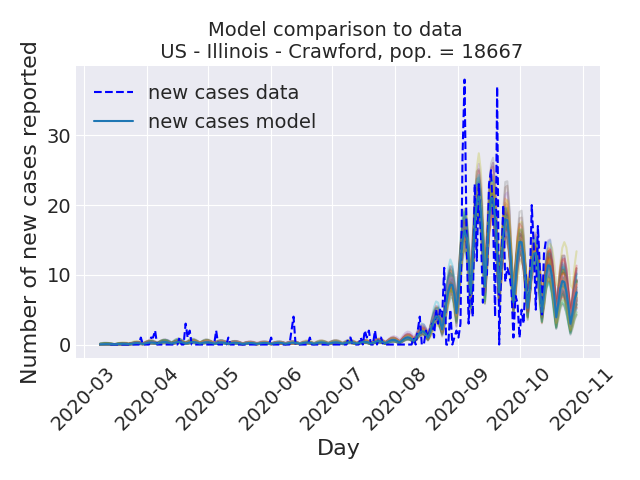 Model comparison to data
US - Illinois - Crawford, pop. = 18667
Number of new cases reported
new cases data
new cases model
30
20
10
0
2020-03
2020-04
2020-05
2020-06
2020-07
2020-08
2020-09
2020-10
2020-11
Day